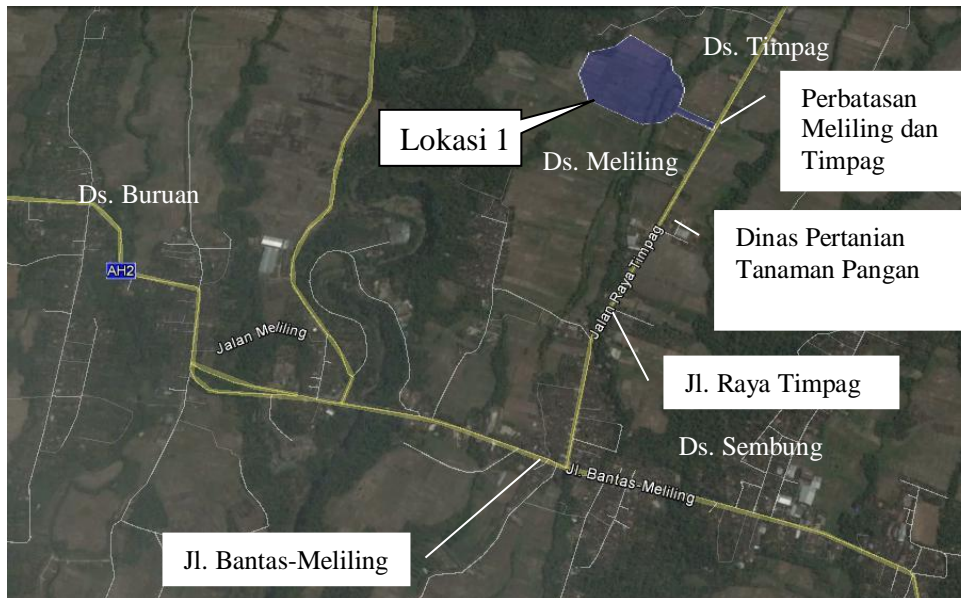 Ds. Timpag
Perbatasan
Meliling dan
Timpag
Lokasi 1
Ds. Meliling
Ds. Buruan
Dinas Pertanian
Tanaman Pangan
AH2
Jalan Raya Timpag
Jalan Meliling
Jl. Raya Timpag
Ds. Sembung
Jl. Bantas-Meliling
Jl. Bantas-Meliling